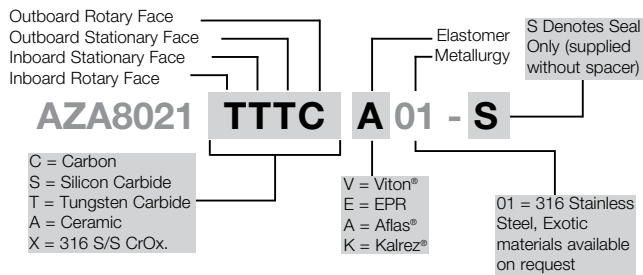 Outboard Rotary Face
Outboard Stationary Face
Inboard Stationary Face
Inboard Rotary Face
Elastomer
Metallurgy
S Denotes Seal
Only (supplied
without spacer)
AZA8021 TTTC A 01 - S
C = Carbon
S = Silicon Carbide
T = Tungsten Carbide
A = Ceramic
X = 316 S/S CrOx.
V = Viton®
E = EPR
A = Aflas®
K = Kalrez®
01 = 316 Stainless
Steel, Exotic
materials available
on request